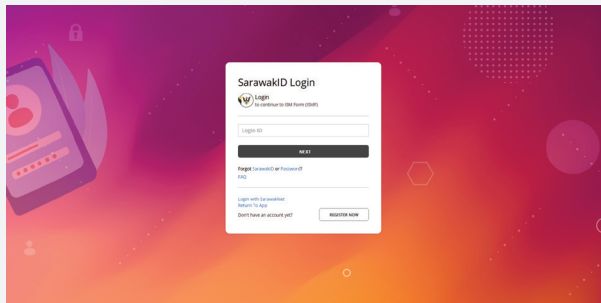 SarawakID Login
Login
to continue to ISM Form (ISMF)
Login ID
NEXT
Forgot SarawakID or Password?
FAQ
Login with SarawakNet
Return To App
Don't have an account yet?
REGISTER NOW